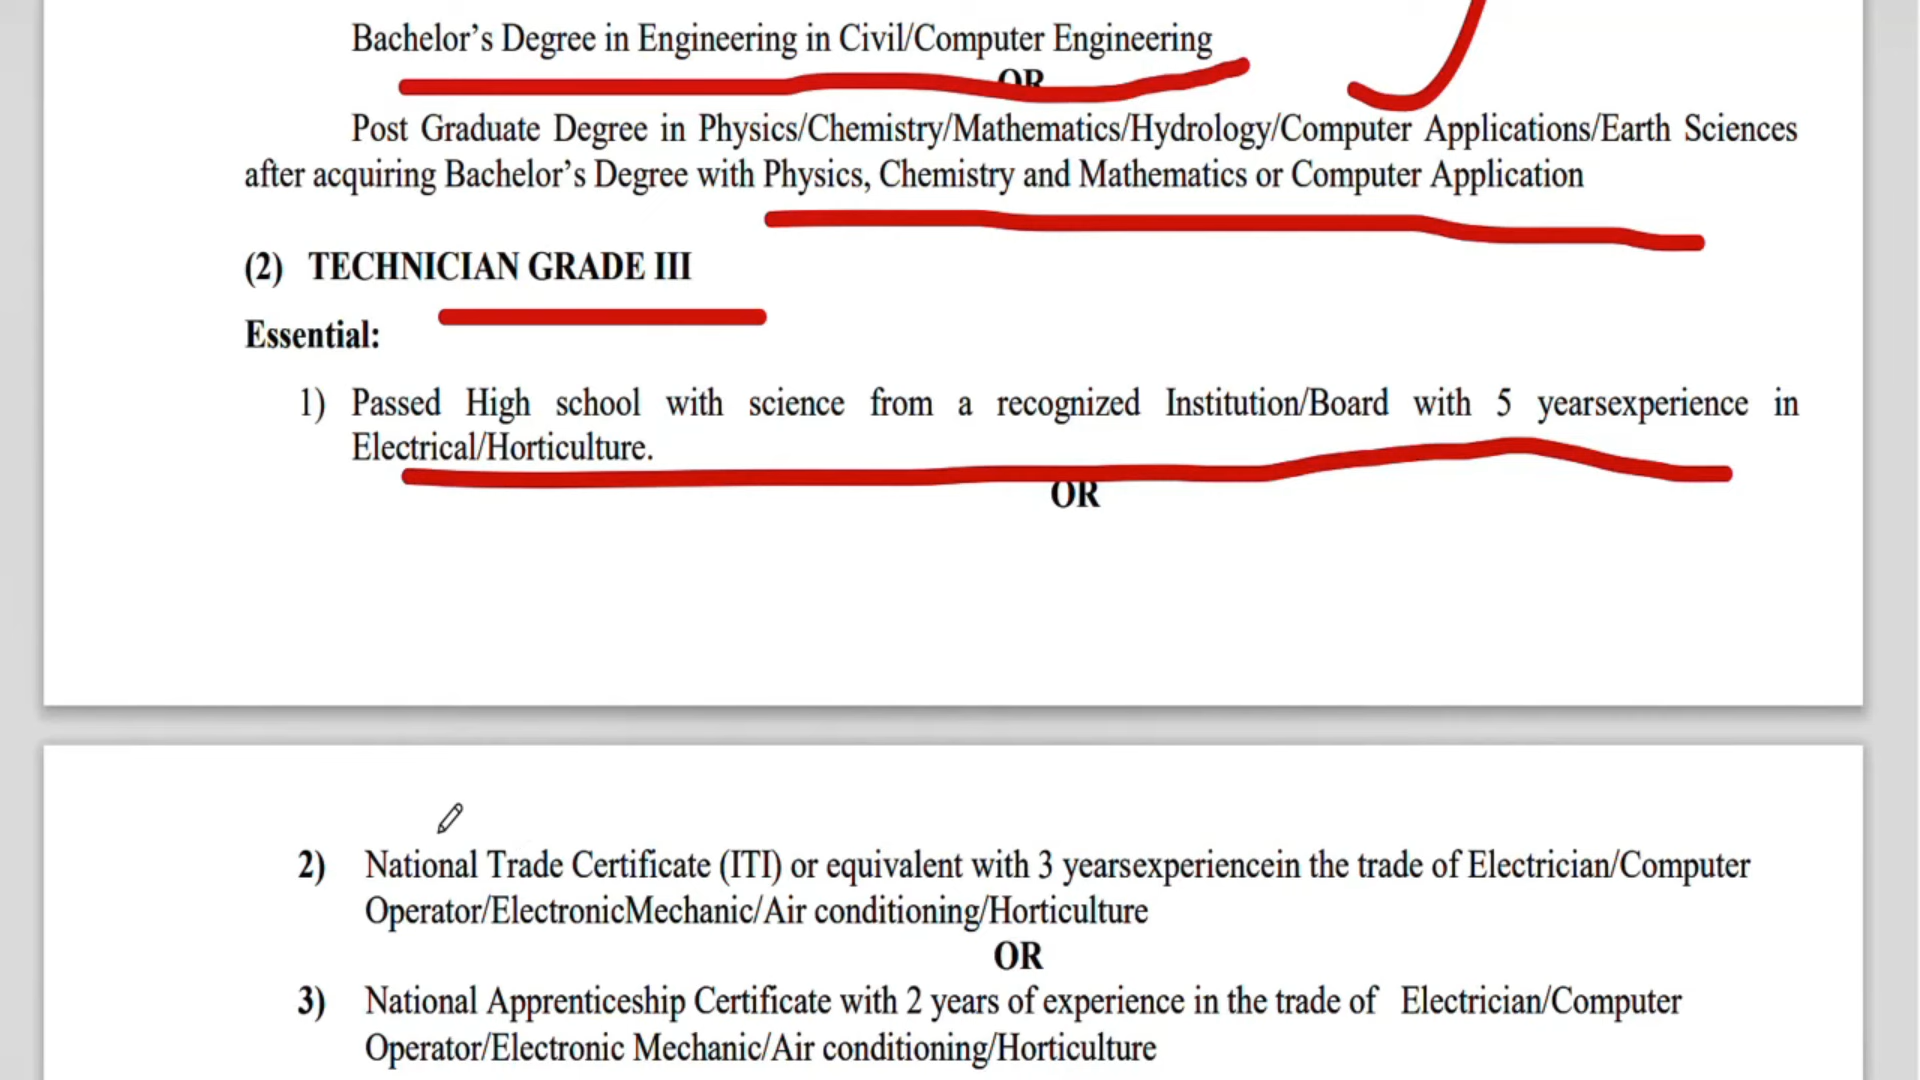 Bachelor’s Degree in Engineering in Civil/Computer Engineering
OR
Post Graduate Degree in Physics/Chemistry/Mathematics/Hydrology/Computer Applications/Earth Sciences
after acquiring Bachelor’s Degree with Physics, Chemistry and Mathematics or Computer Application
(2) TECHNICIAN GRADE III
Essential:
1) Passed High school with science from a recognized Institution/Board with 5 yearsexperience in
Electrical/Horticulture.
OR
2) National Trade Certificate (ITI) or equivalent with 3 yearsexperiencein the trade of Electrician/Computer
Operator/ElectronicMechanic/Air conditioning/Horticulture
OR
3) National Apprenticeship Certificate with 2 years of experience in the trade of Electrician/Computer
Operator/Electronic Mechanic/Air conditioning/Horticulture